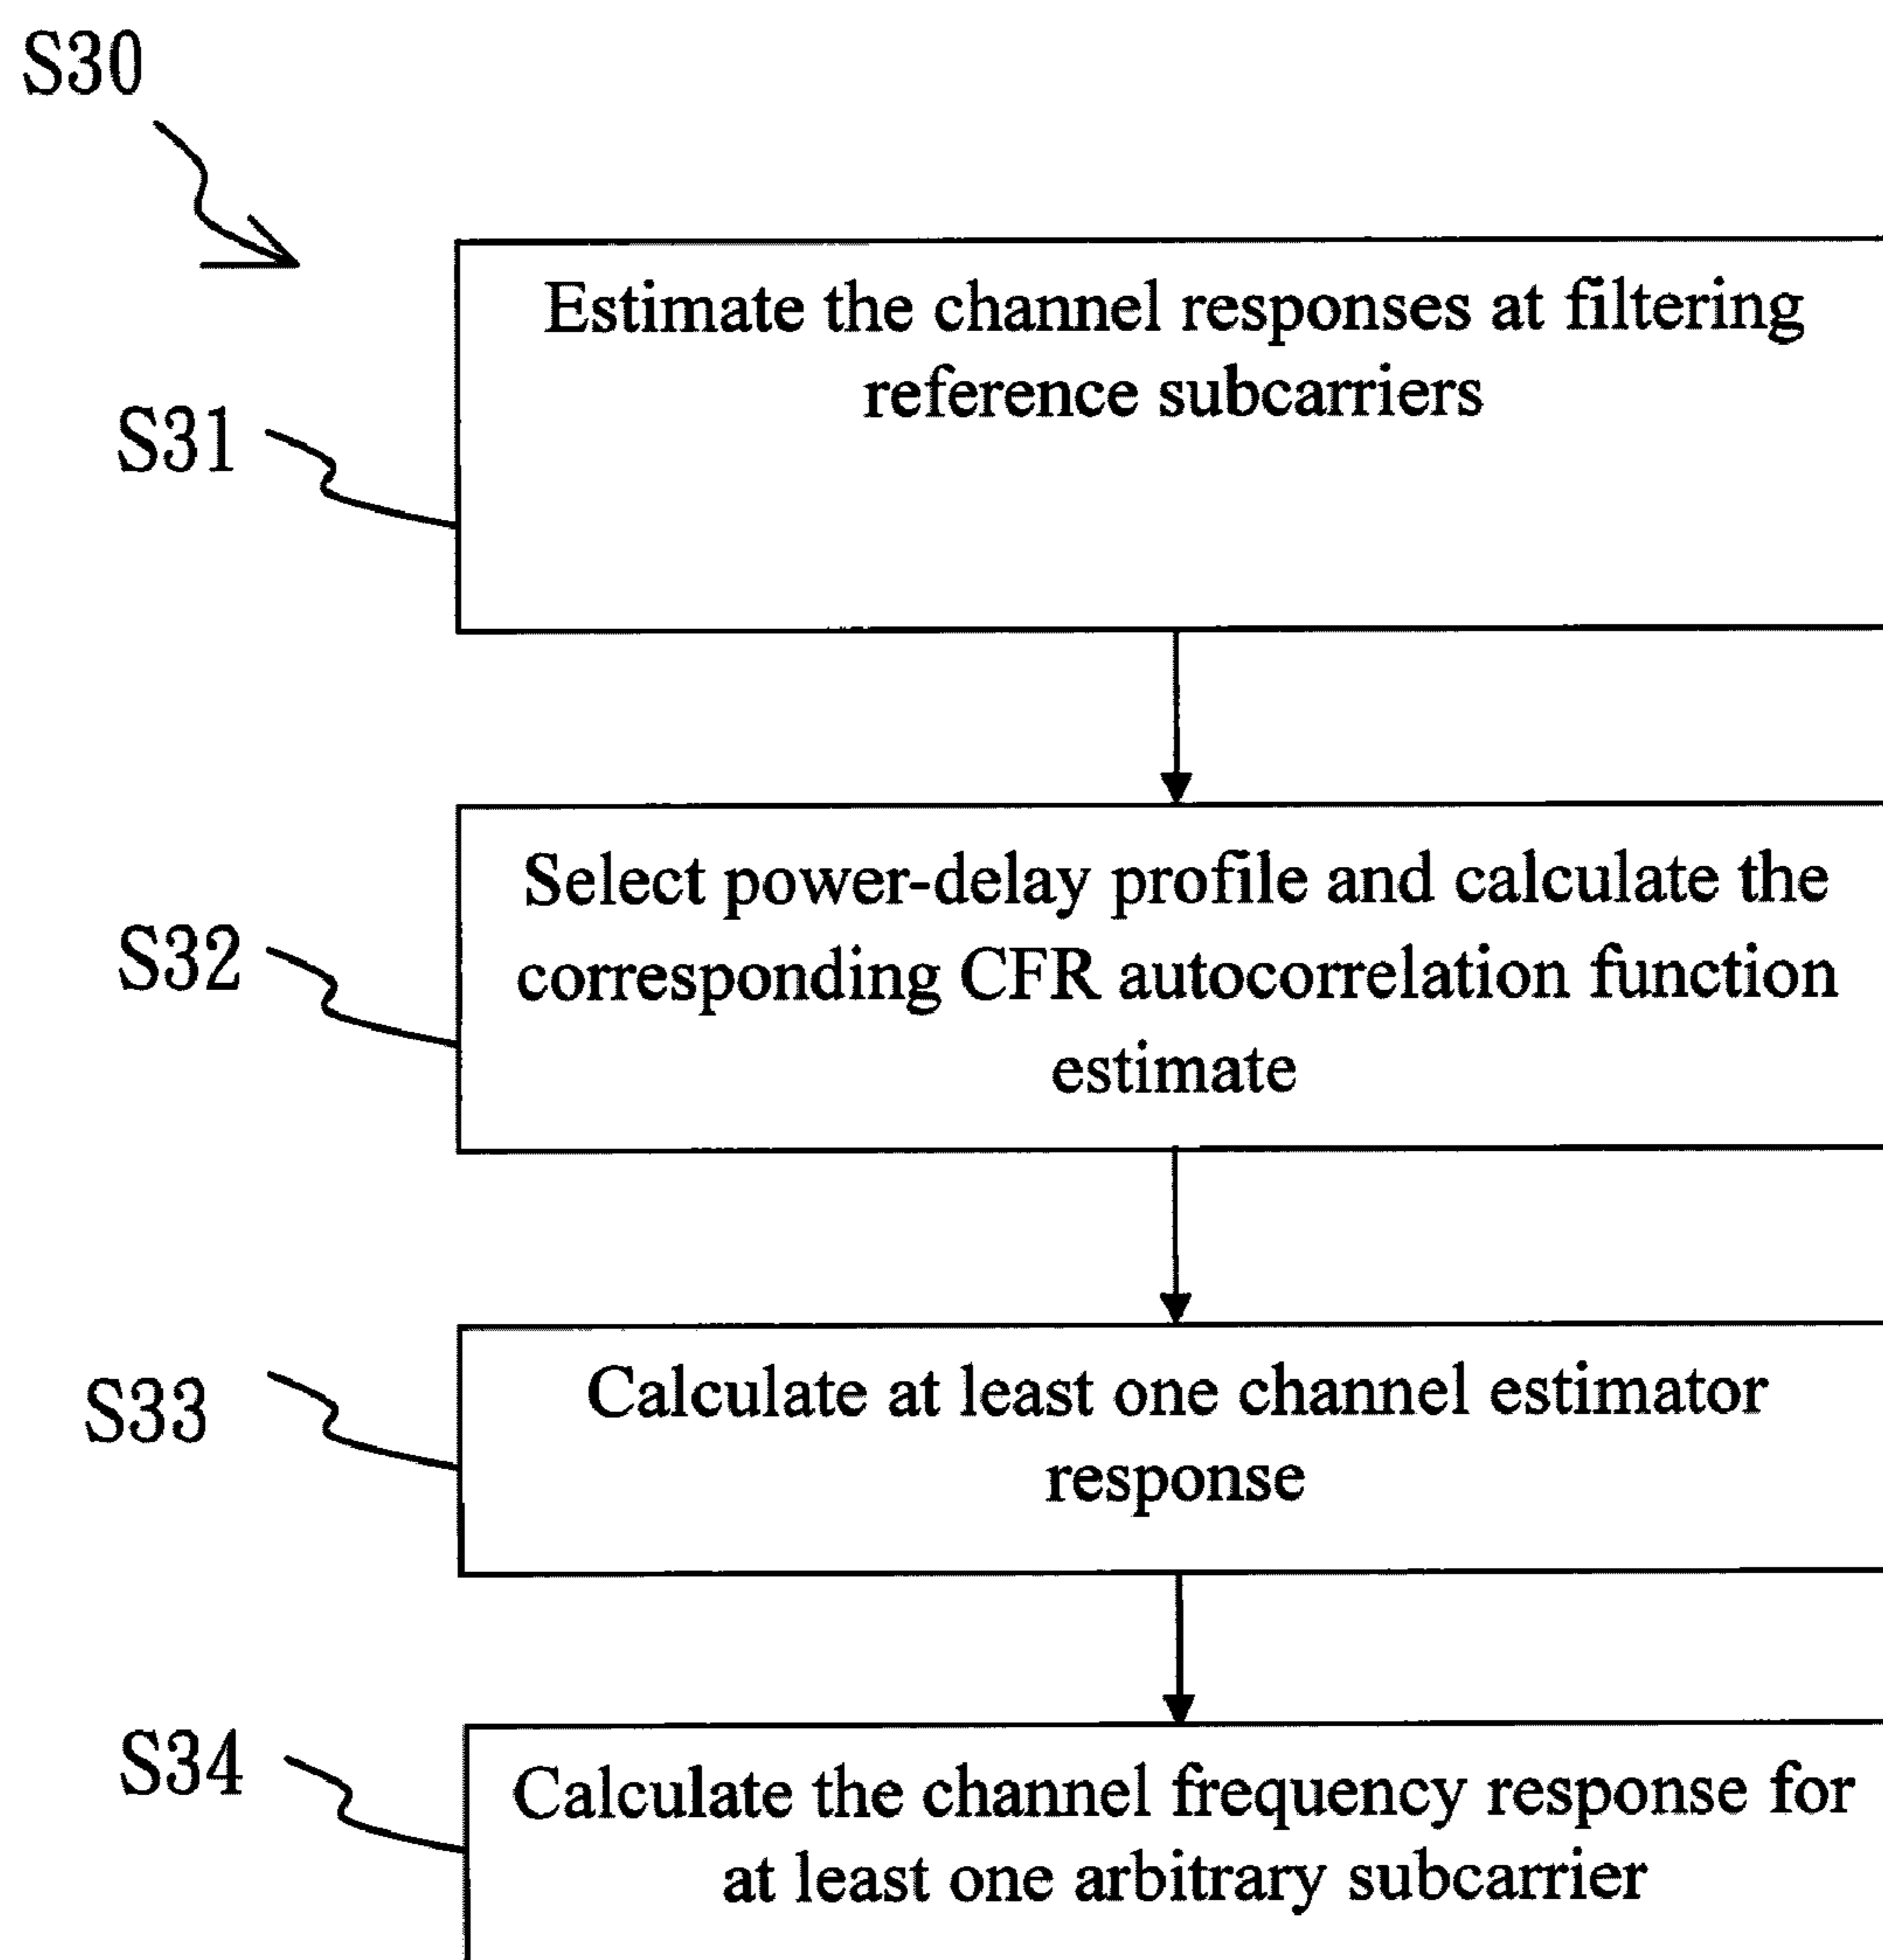 S30
Estimate the channel responses at filtering
reference subcarriers
S31
Select power-delay profile and calculate the
corresponding CFR autocorrelation function
estimate
S32
Calculate at least one channel estimator
response
S33
Calculate the channel frequency response for
at least one arbitrary subcarrier
S34